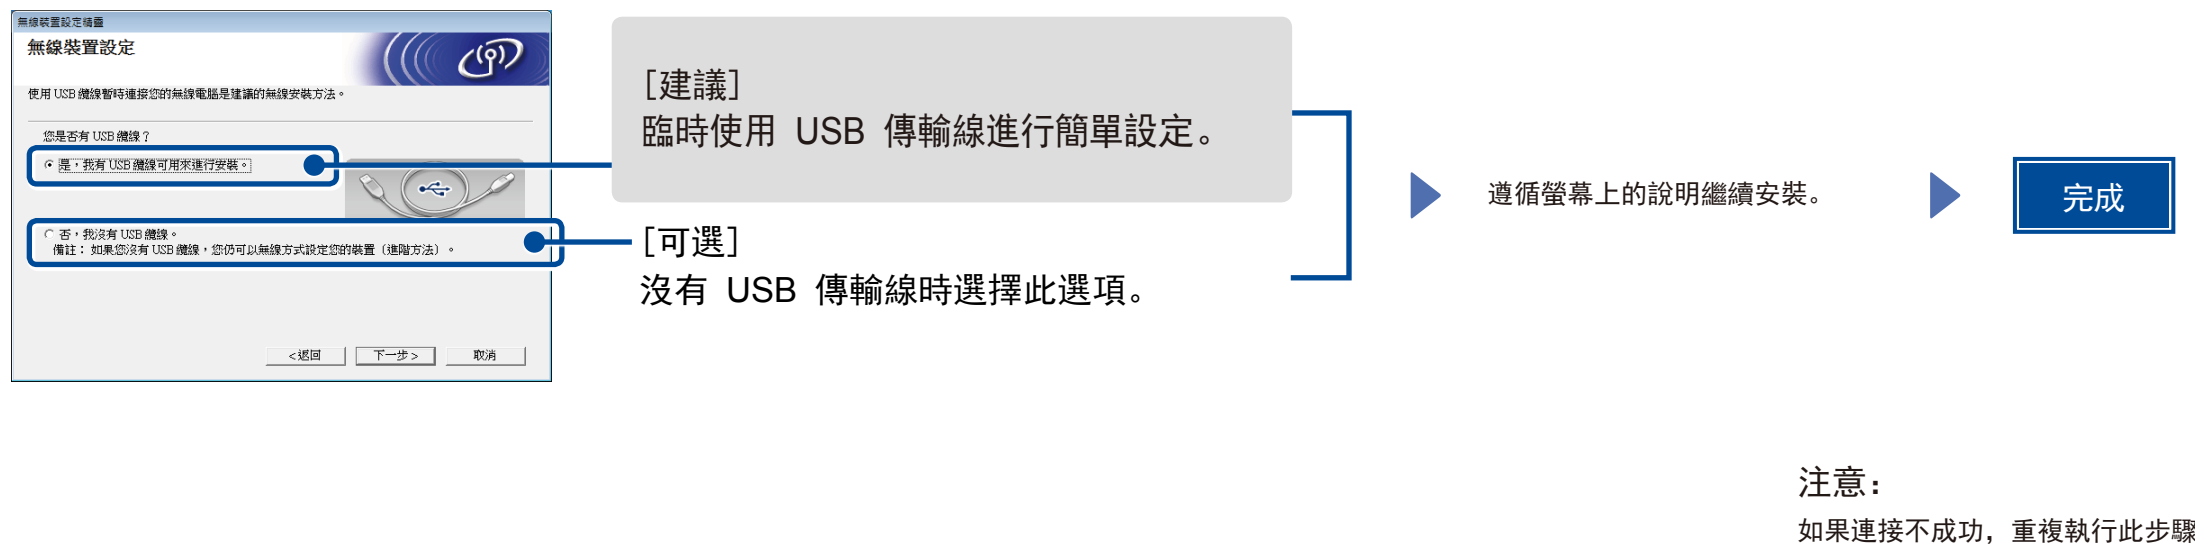 無線裝置設定精靈
無線裝置設定
使用 USB 纜線暫時連接您的無線電腦是建議的無線安裝方法。
您是否有 USB 纜線？
是，我有 USB 纜線可用來進行安裝。
否，我沒有 USB 纜線。
備註： 如果您沒有 USB 纜線，您仍可以無線方式設定您的裝置（進階方法）。
<返回
下一步 >
取消
[建議]
臨時使用 USB 傳輸線進行簡單設定。
[可選]
沒有 USB 傳輸線時選擇此選項。
遵循螢幕上的說明繼續安裝。
完成
注意：
如果連接不成功，重複執行此步驟